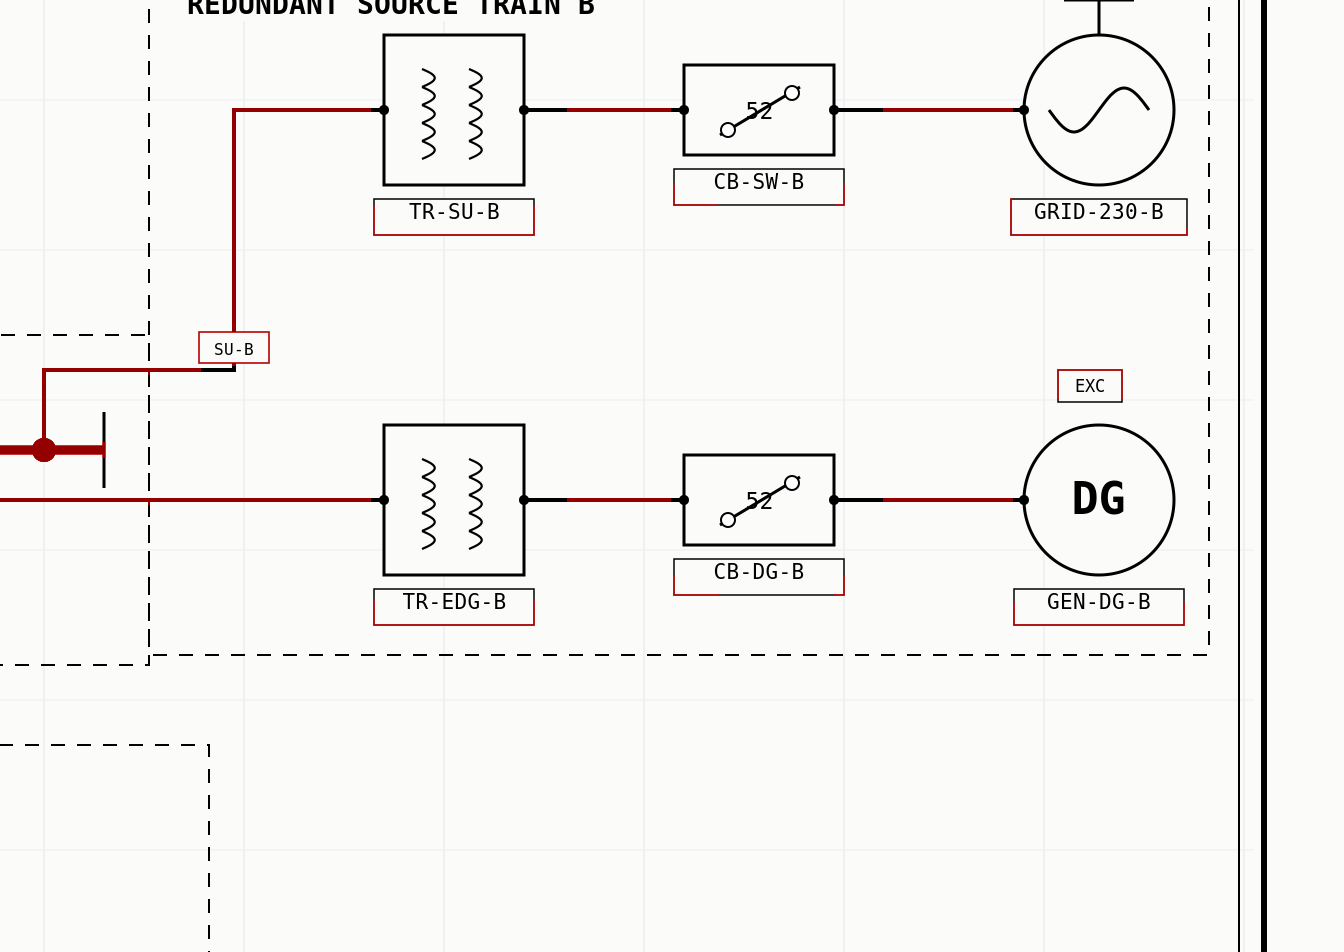 REDUNDANT SOURCE TRAIN B
52
TR-SU-B
CB-SW-B
GRID-230-B
SU-B
EXC
52
DG
TR-EDG-B
CB-DG-B
GEN-DG-B